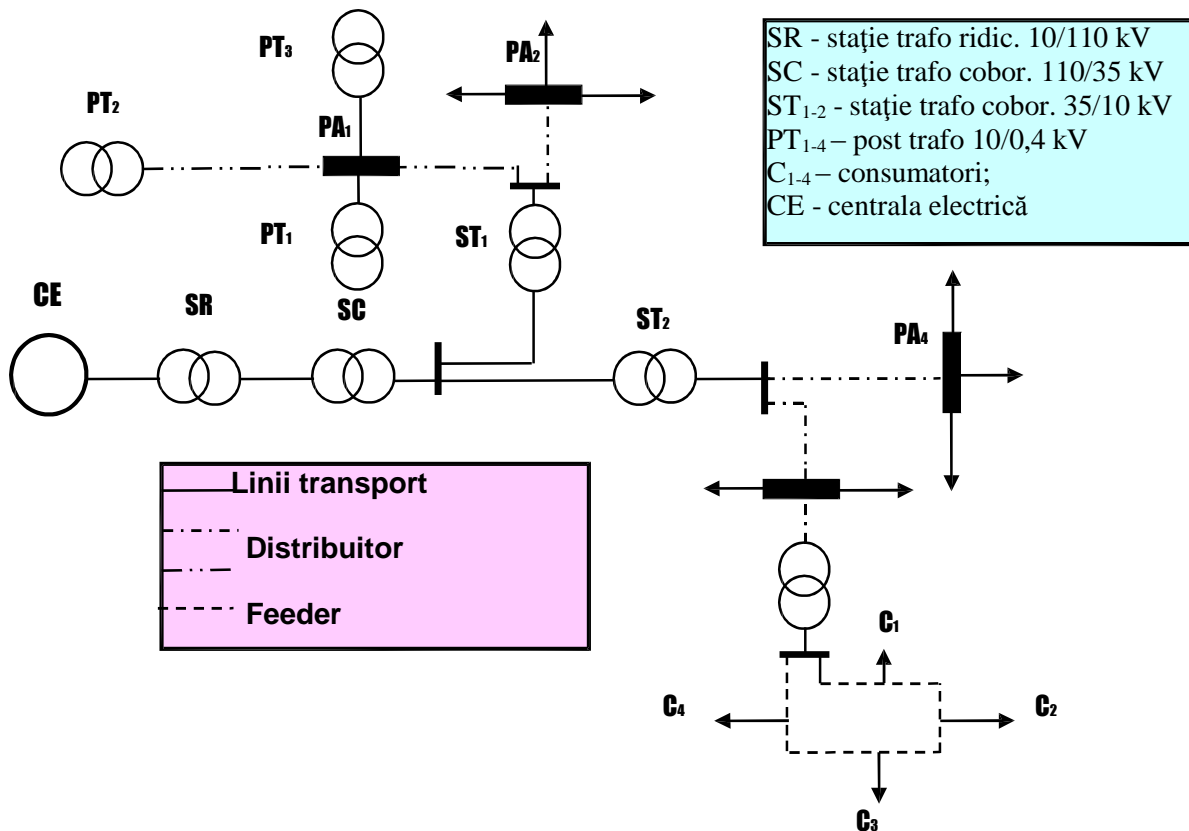 PT3
PA2
SR - staţie trafo ridic. 10/110 kV
SC - staţie trafo cobor. 110/35 kV
ST1-2 - staţie trafo cobor. 35/10 kV
PT1-4 – post trafo 10/0,4 kV
C1-4 – consumatori;
CE - centrala electrică
PT2
PA1
PT1
ST1
CE
SR
SC
ST2
PA4
Linii transport
Distribuitor
Feeder
C1
C4
C2
C3